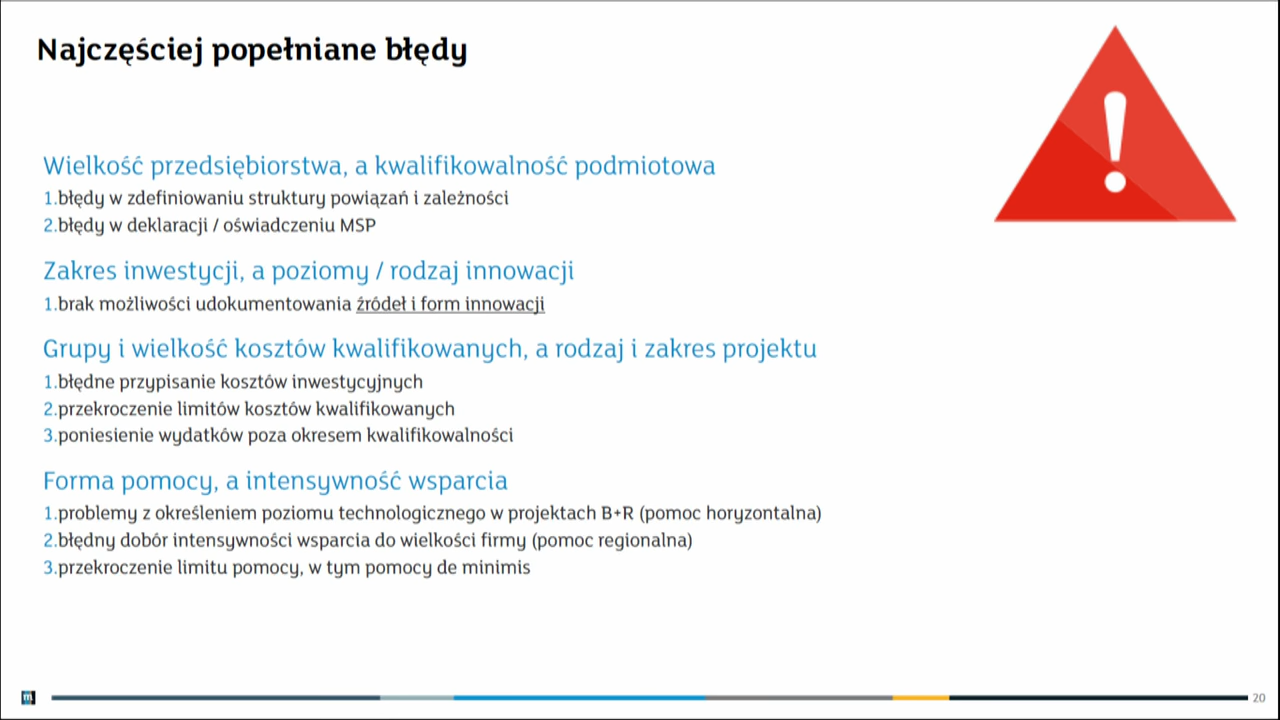 Najczęściej popełniane błędy
Wielkość przedsiębiorstwa, a kwalifikowalność podmiotowa
1.błędy w zdefiniowaniu struktury powiązań i zależności
2.błędy w deklaracji / oświadczeniu MSP
Zakres inwestycji, a poziomy / rodzaj innowacji
1.brak możliwości udokumentowania źródeł i form innowacji
Grupy i wielkość kosztów kwalifikowanych, a rodzaj i zakres projektu
1.błędne przypisanie kosztów inwestycyjnych
2.przekroczenie limitów kosztów kwalifikowanych
3.poniesienie wydatków poza okresem kwalifikowalności
Forma pomocy, a intensywność wsparcia
1.problemy z określeniem poziomu technologicznego w projektach B+R (pomoc horyzontalna)
2.błędny dobór intensywności wsparcia do wielkości firmy (pomoc regionalna)
3.przekroczenie limitu pomocy, w tym pomocy de minimis
m
20